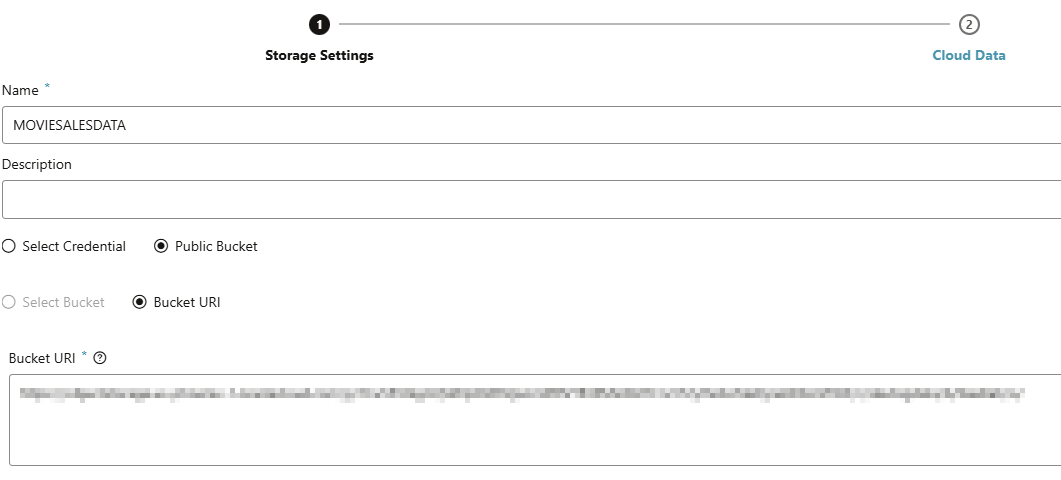 1 2
Storage Settings Cloud Data
Name *
MOVIESALESDATA
Description
Select Credential Public Bucket
Select Bucket Bucket URI
Bucket URI * ?